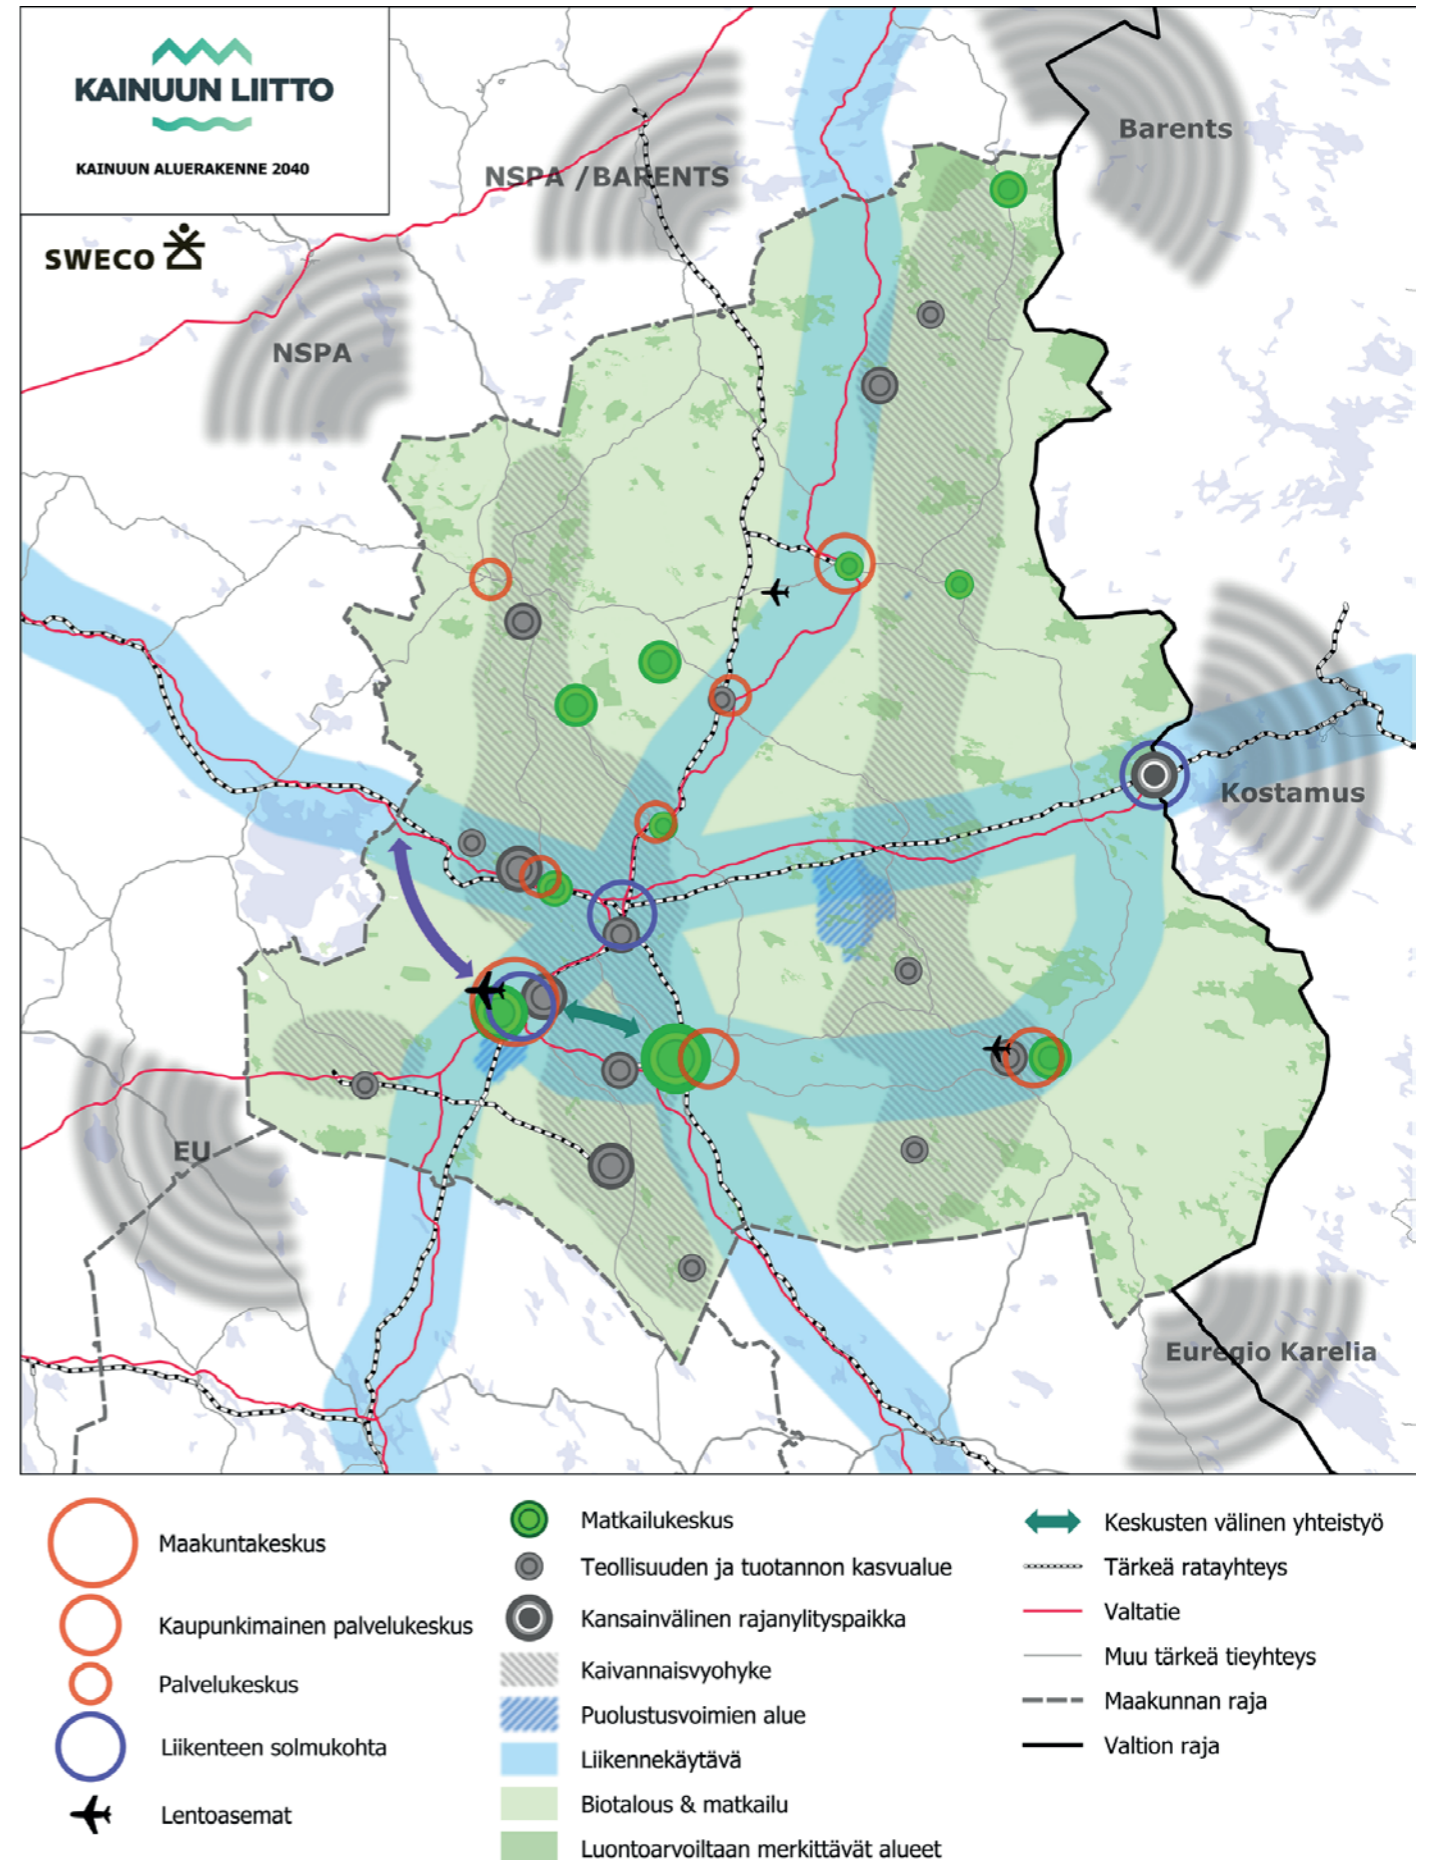 KAINUUN LIITTO
KAINUUN ALUERAKENNE 2040
SWECO
NSPA /BARENTS
Barents
NSPA
Kostamus
EU
Euregio Karelia
Maakuntakeskus
Kaupunkimainen palvelukeskus
Palvelukeskus
Liikenteen solmukohta
Lentoasemat
Matkailukeskus
Teollisuuden ja tuotannon kasvualue
Kansainvälinen rajanylityspaikka
Kaivannaisvyohyke
Puolustusvoimien alue
Liikennekäytävä
Biotalous & matkailu
Luontoarvoiltaan merkittävät alueet
Keskusten välinen yhteistyö
Tärkeä ratayhteys
Valtatie
Muu tärkeä tieyhteys
Maakunnan raja
Valtion raja